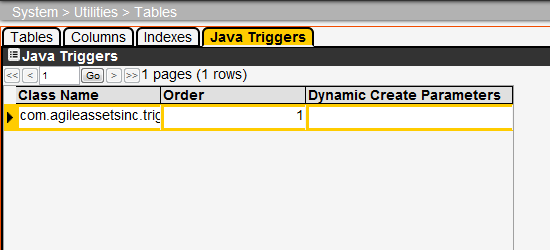 System > Utilities > Tables
Tables Columns Indexes Java Triggers
Java Triggers
<< < 1 Go > >> 1 pages (1 rows)
Class Name Order Dynamic Create Parameters
com.agileassetsinc.trig 1